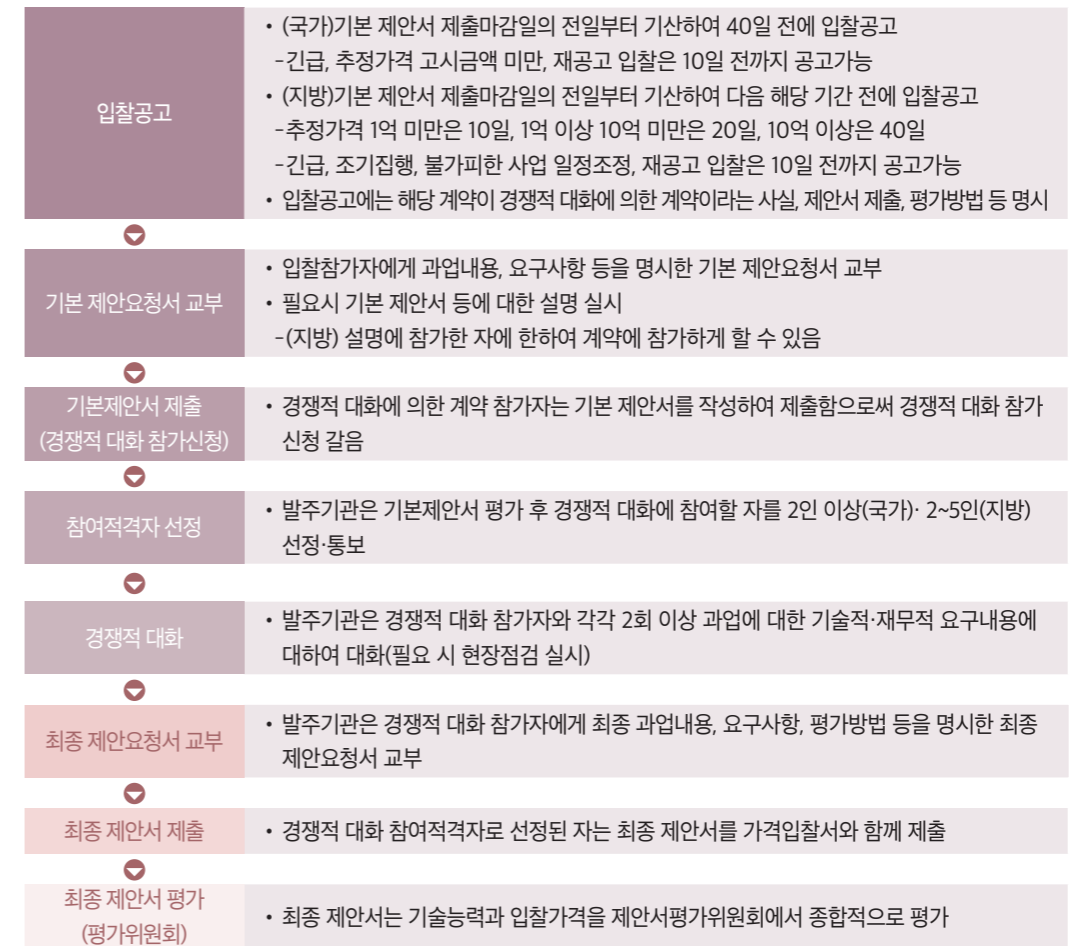 입찰공고
• (국가)기본 제안서 제출마감일의 전일부터 기산하여 40일 전에 입찰공고
-긴급, 추정가격 고시금액 미만, 재공고 입찰은 10일 전까지 공고가능
• (지방)기본 제안서 제출마감일의 전일부터 기산하여 다음 해당 기간 전에 입찰공고
-추정가격 1억 미만은 10일, 1억 이상 10억 미만은 20일, 10억 이상은 40일
-긴급, 조기집행, 불가피한 사업 일정조정, 재공고 입찰은 10일 전까지 공고가능
• 입찰공고에는 해당 계약이 경쟁적 대화에 의한 계약이라는 사실, 제안서 제출, 평가방법 등 명시
기본 제안요청서 교부
• 입찰참가자에게 과업내용, 요구사항 등을 명시한 기본 제안요청서 교부
• 필요시 기본 제안서 등에 대한 설명 실시
-(지방) 설명에 참가한 자에 한하여 계약에 참가하게 할 수 있음
기본제안서 제출
(경쟁적 대화 참가신청)
• 경쟁적 대화에 의한 계약 참가자는 기본 제안서를 작성하여 제출함으로써 경쟁적 대화 참가
신청 갈음
참여적격자 선정
• 발주기관은 기본제안서 평가 후 경쟁적 대화에 참여할 자를 2인 이상(국가)· 2~5인(지방)
선정·통보
경쟁적 대화
• 발주기관은 경쟁적 대화 참가자와 각각 2회 이상 과업에 대한 기술적·재무적 요구내용에
대하여 대화(필요 시 현장점검 실시)
최종 제안요청서 교부
• 발주기관은 경쟁적 대화 참가자에게 최종 과업내용, 요구사항, 평가방법 등을 명시한 최종
제안요청서 교부
최종 제안서 제출
• 경쟁적 대화 참여적격자로 선정된 자는 최종 제안서를 가격입찰서와 함께 제출
최종 제안서 평가
(평가위원회)
• 최종 제안서는 기술능력과 입찰가격을 제안서평가위원회에서 종합적으로 평가